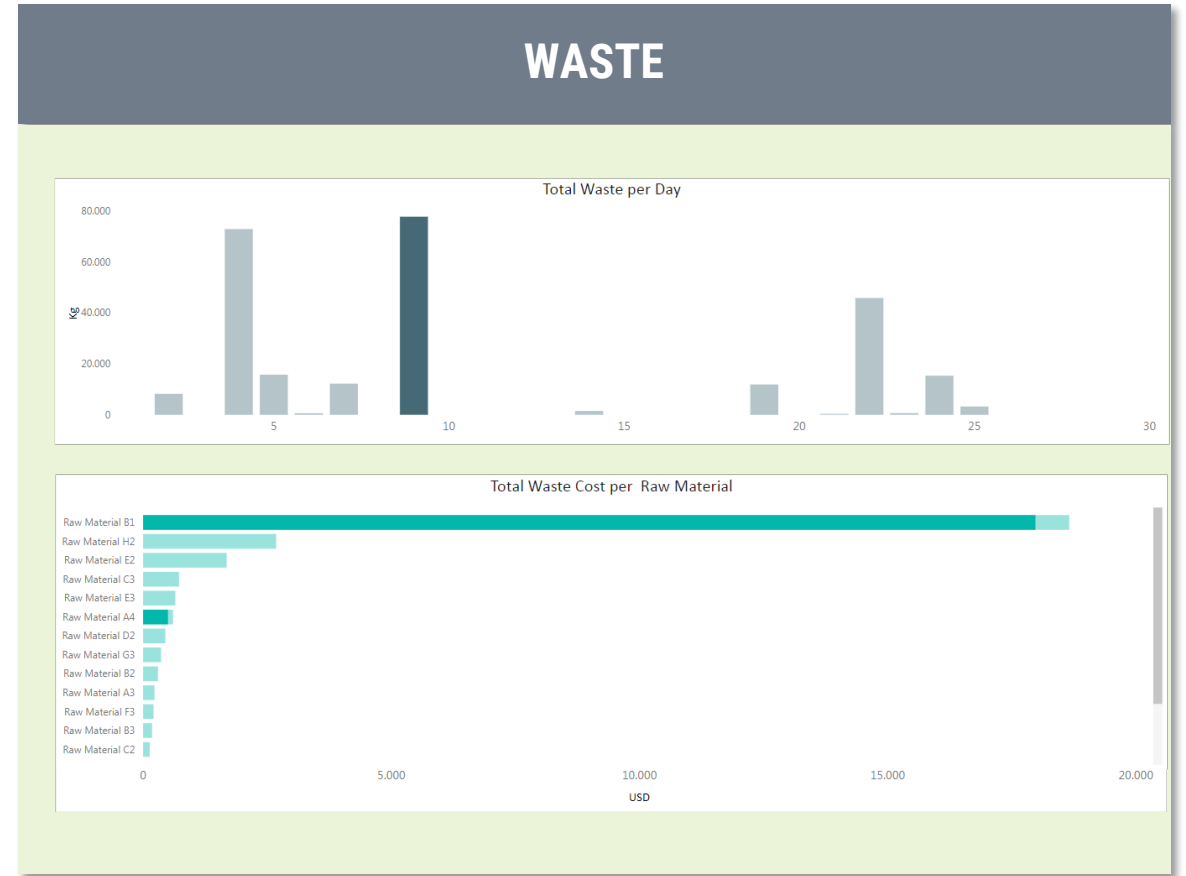 WASTE
Total Waste per Day
80.000
60.000
Kg
40.000
20.000
0
5 10 15 20 25 30
Total Waste Cost per Raw Material
Raw Material B1
Raw Material H2
Raw Material E2
Raw Material C3
Raw Material E3
Raw Material A4
Raw Material D2
Raw Material G3
Raw Material B2
Raw Material A3
Raw Material F3
Raw Material B3
Raw Material C2
0 5.000 10.000 15.000 20.000
USD